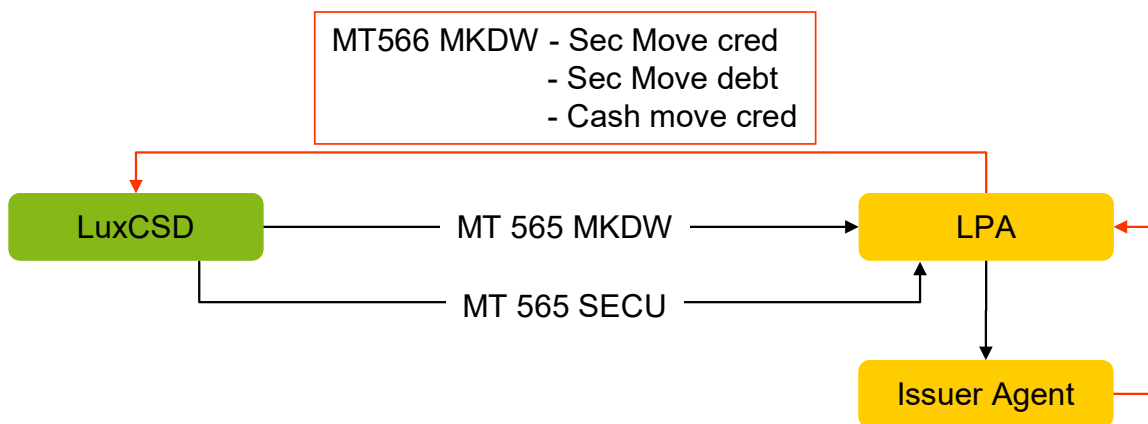 MT566 MKDW - Sec Move cred
- Sec Move debt
- Cash move cred
LuxCSD
MT 565 MKDW
LPA
MT 565 SECU
Issuer Agent